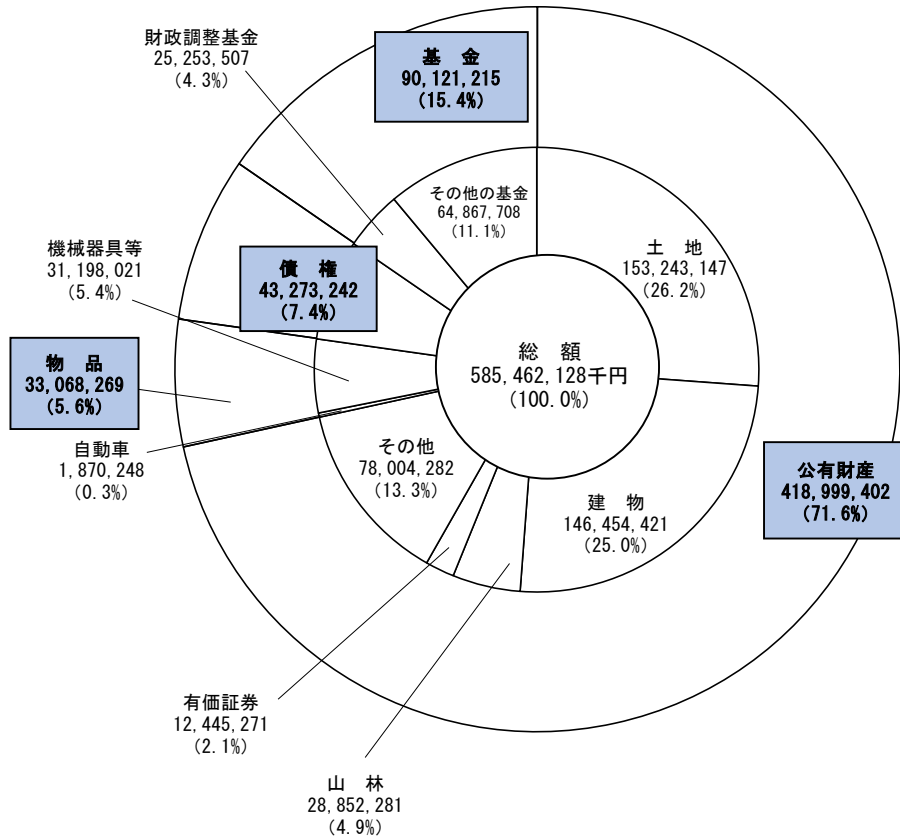 財政調整基金
25,253,507
(4.3%)
基　金
90,121,215
(15.4%)
その他の基金
64,867,708
(11.1%)
土　地
153,243,147
(26.2%)
機械器具等
31,198,021
(5.4%)
債　権
43,273,242
(7.4%)
総　額
585,462,128千円
(100.0%)
物　品
33,068,269
(5.6%)
自動車
1,870,248
(0.3%)
その他
78,004,282
(13.3%)
建　物
146,454,421
(25.0%)
公有財産
418,999,402
(71.6%)
有価証券
12,445,271
(2.1%)
山　林
28,852,281
(4.9%)